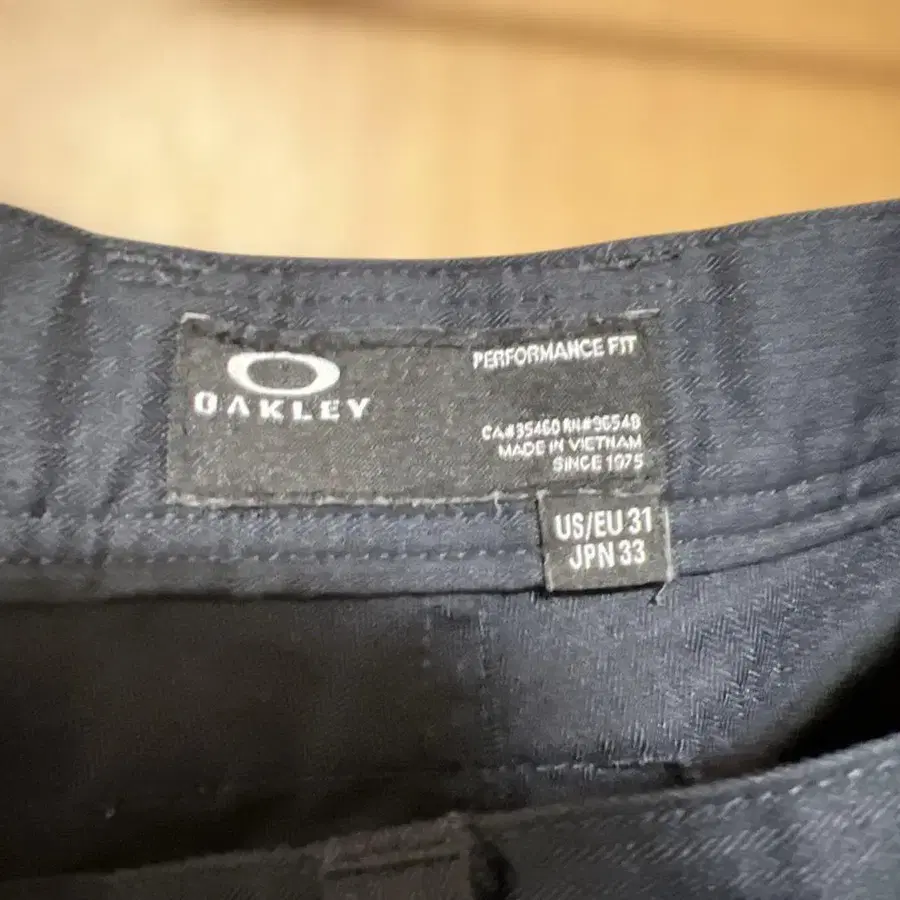 OAKLEY
PERFORMANCE FIT
CA#35460 RN#96548
MADE IN VIETNAM
SINCE 1975
US/EU 31
JPN 33